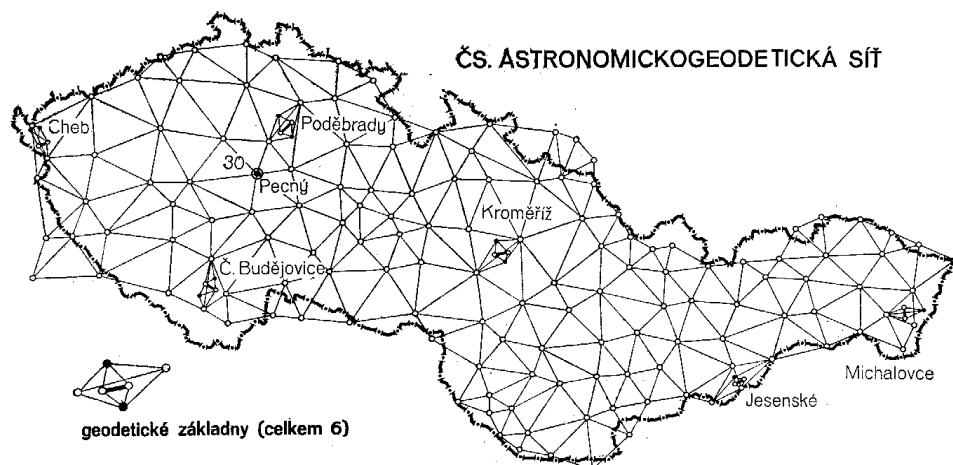 ČS. ASTRONOMICKOGEODETICKÁ SÍŤ
Cheb
Poděbrady
30
Pecný
Kroměříž
Č. Budějovice
Michalovce
Jesenské
geodetické základny (celkem 6)